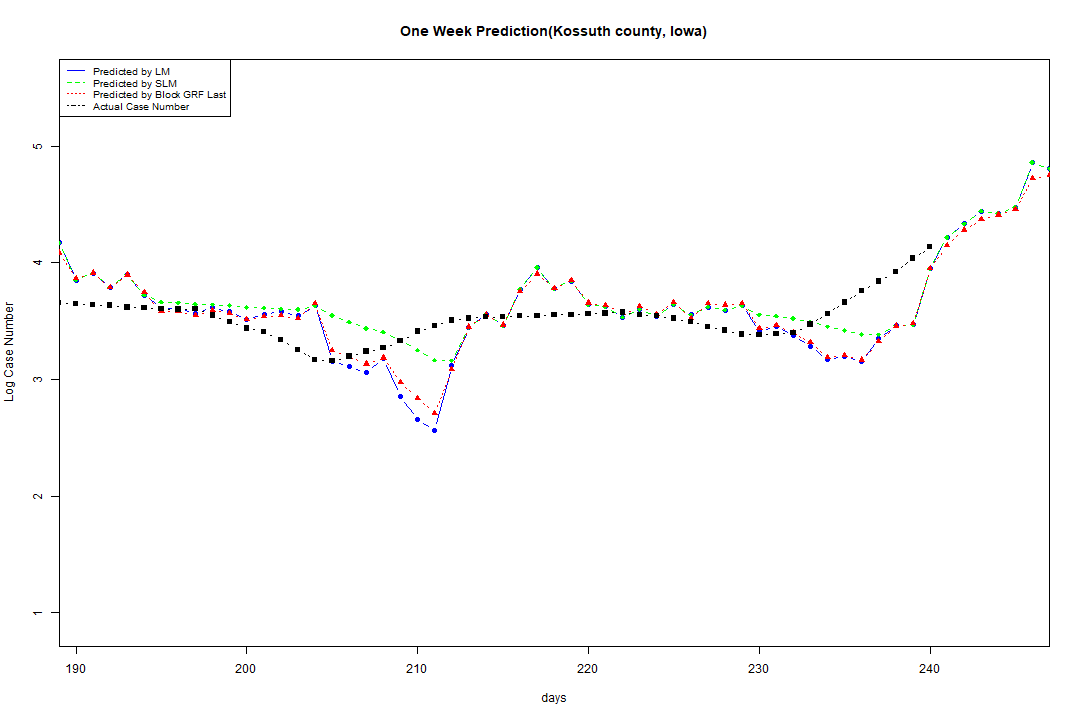 One Week Prediction(Kossuth county, Iowa)
Predicted by LM
Predicted by SLM
Predicted by Block GRF Last
Actual Case Number
5
4
3
2
1
Log Case Number
190 200 210 220 230 240
days